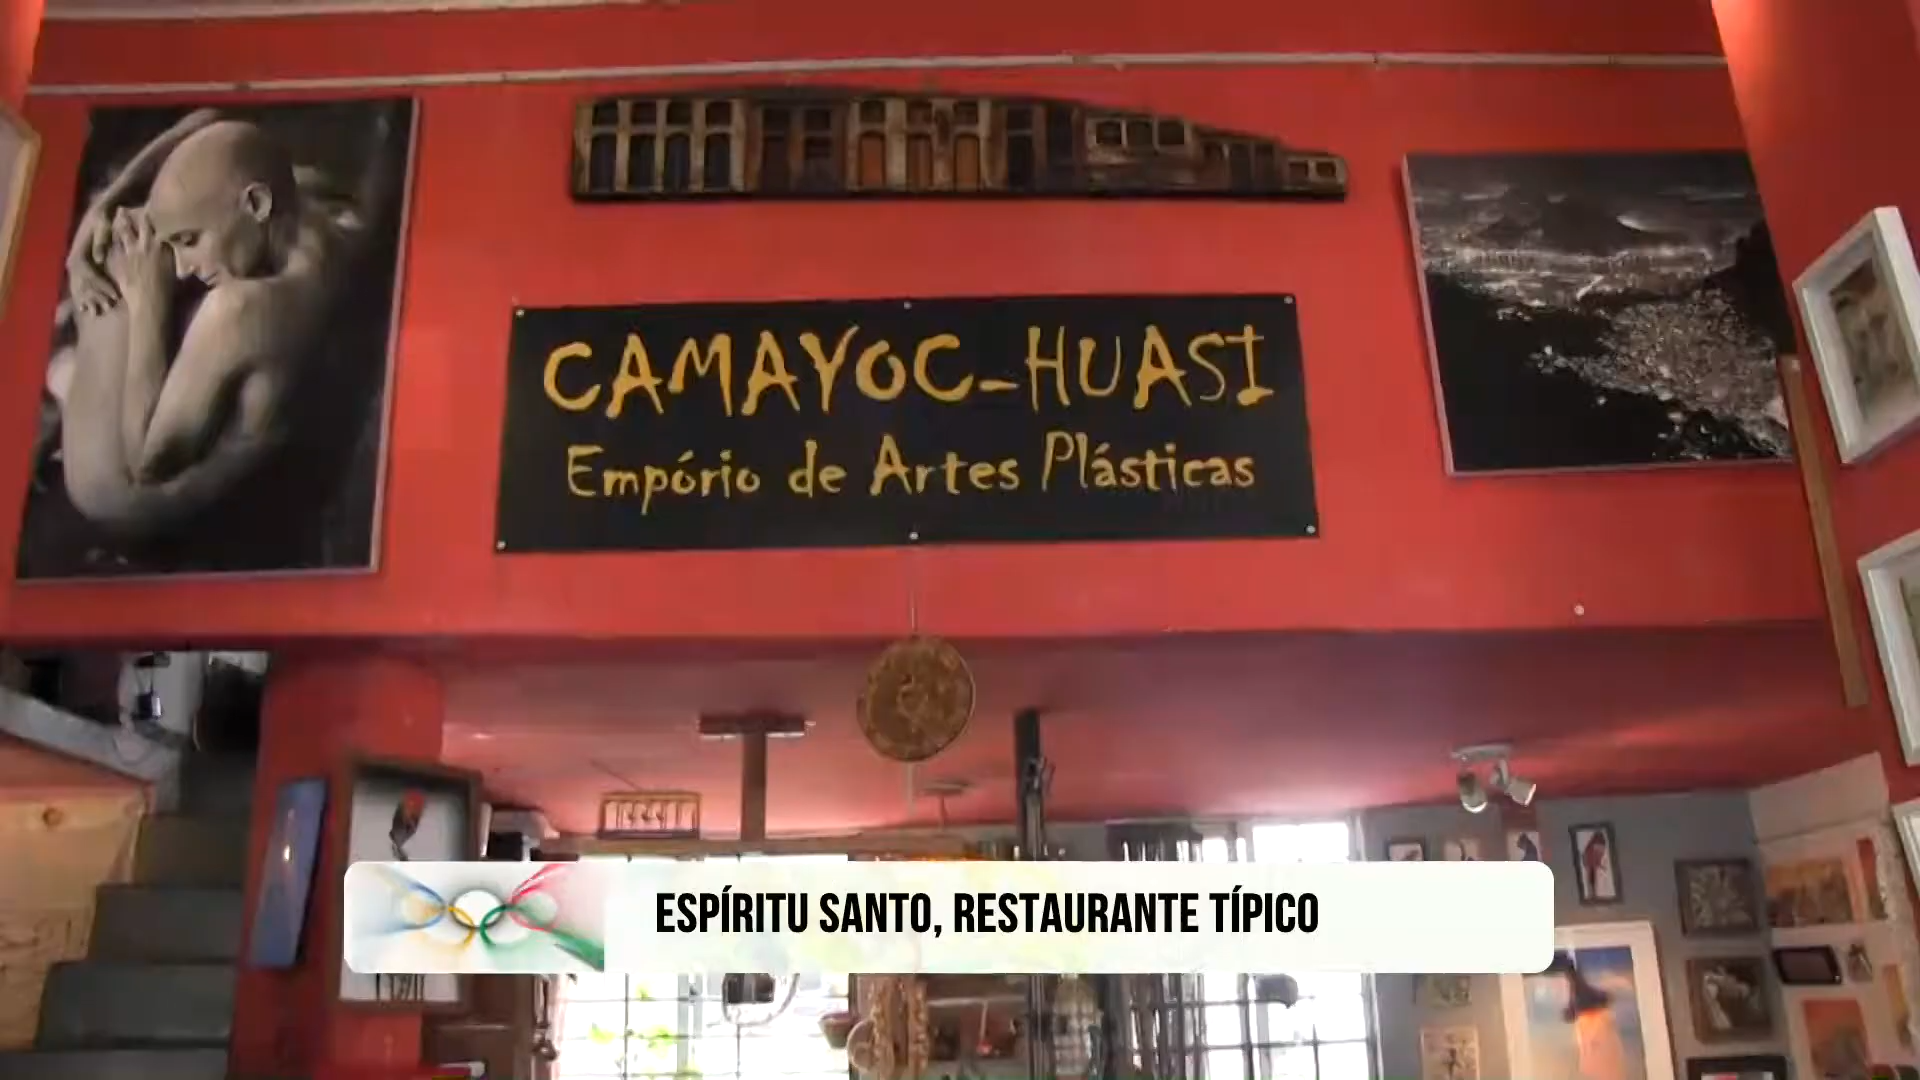 CAMAYOC-HUASI
Empório de Artes Plásticas
ESPÍRITU SANTO, RESTAURANTE TÍPICO